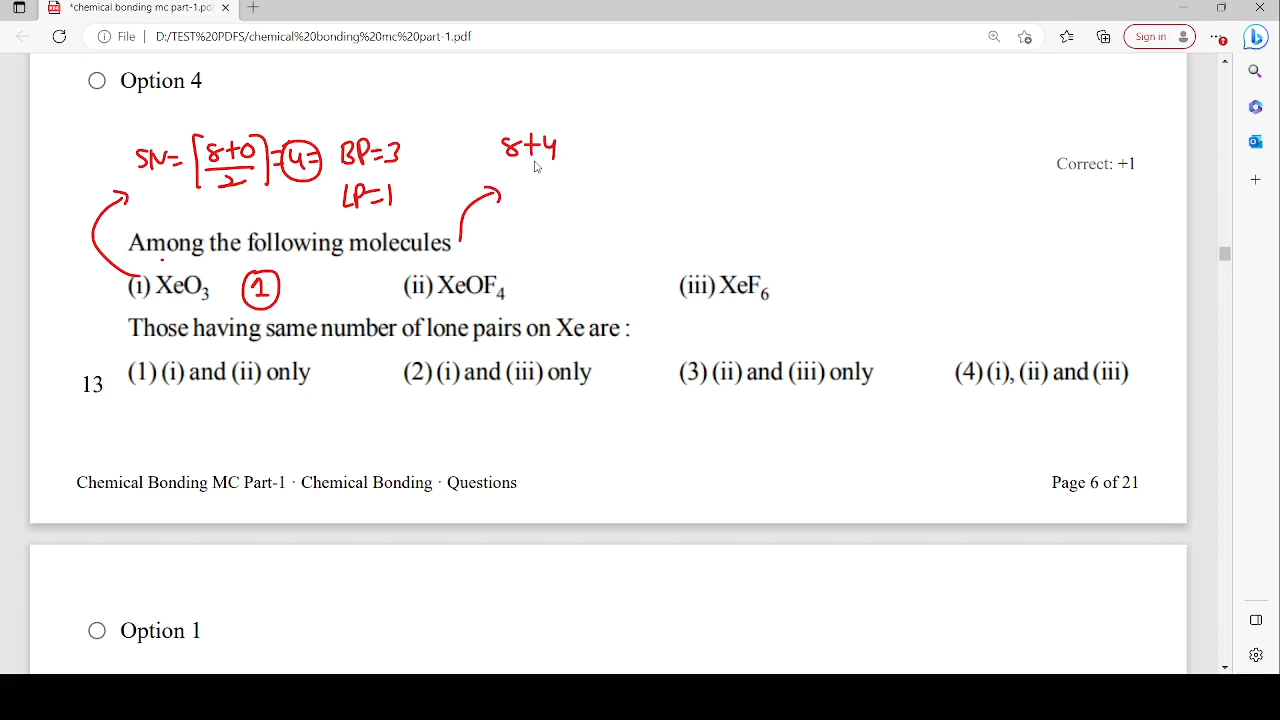 *chemical bonding mc part-1.pdf
File | D:/TEST%20PDFS/chemical%20bonding%20mc%20part-1.pdf
Sign in
Option 4
SN = [8+0/2] = 4 = BP = 3
LP = 1
8+4
Correct: +1
Among the following molecules
(i) XeO3 1 (ii) XeOF4 (iii) XeF6
Those having same number of lone pairs on Xe are :
13 (1) (i) and (ii) only (2) (i) and (iii) only (3) (ii) and (iii) only (4) (i), (ii) and (iii)
Chemical Bonding MC Part-1 · Chemical Bonding · Questions Page 6 of 21
Option 1